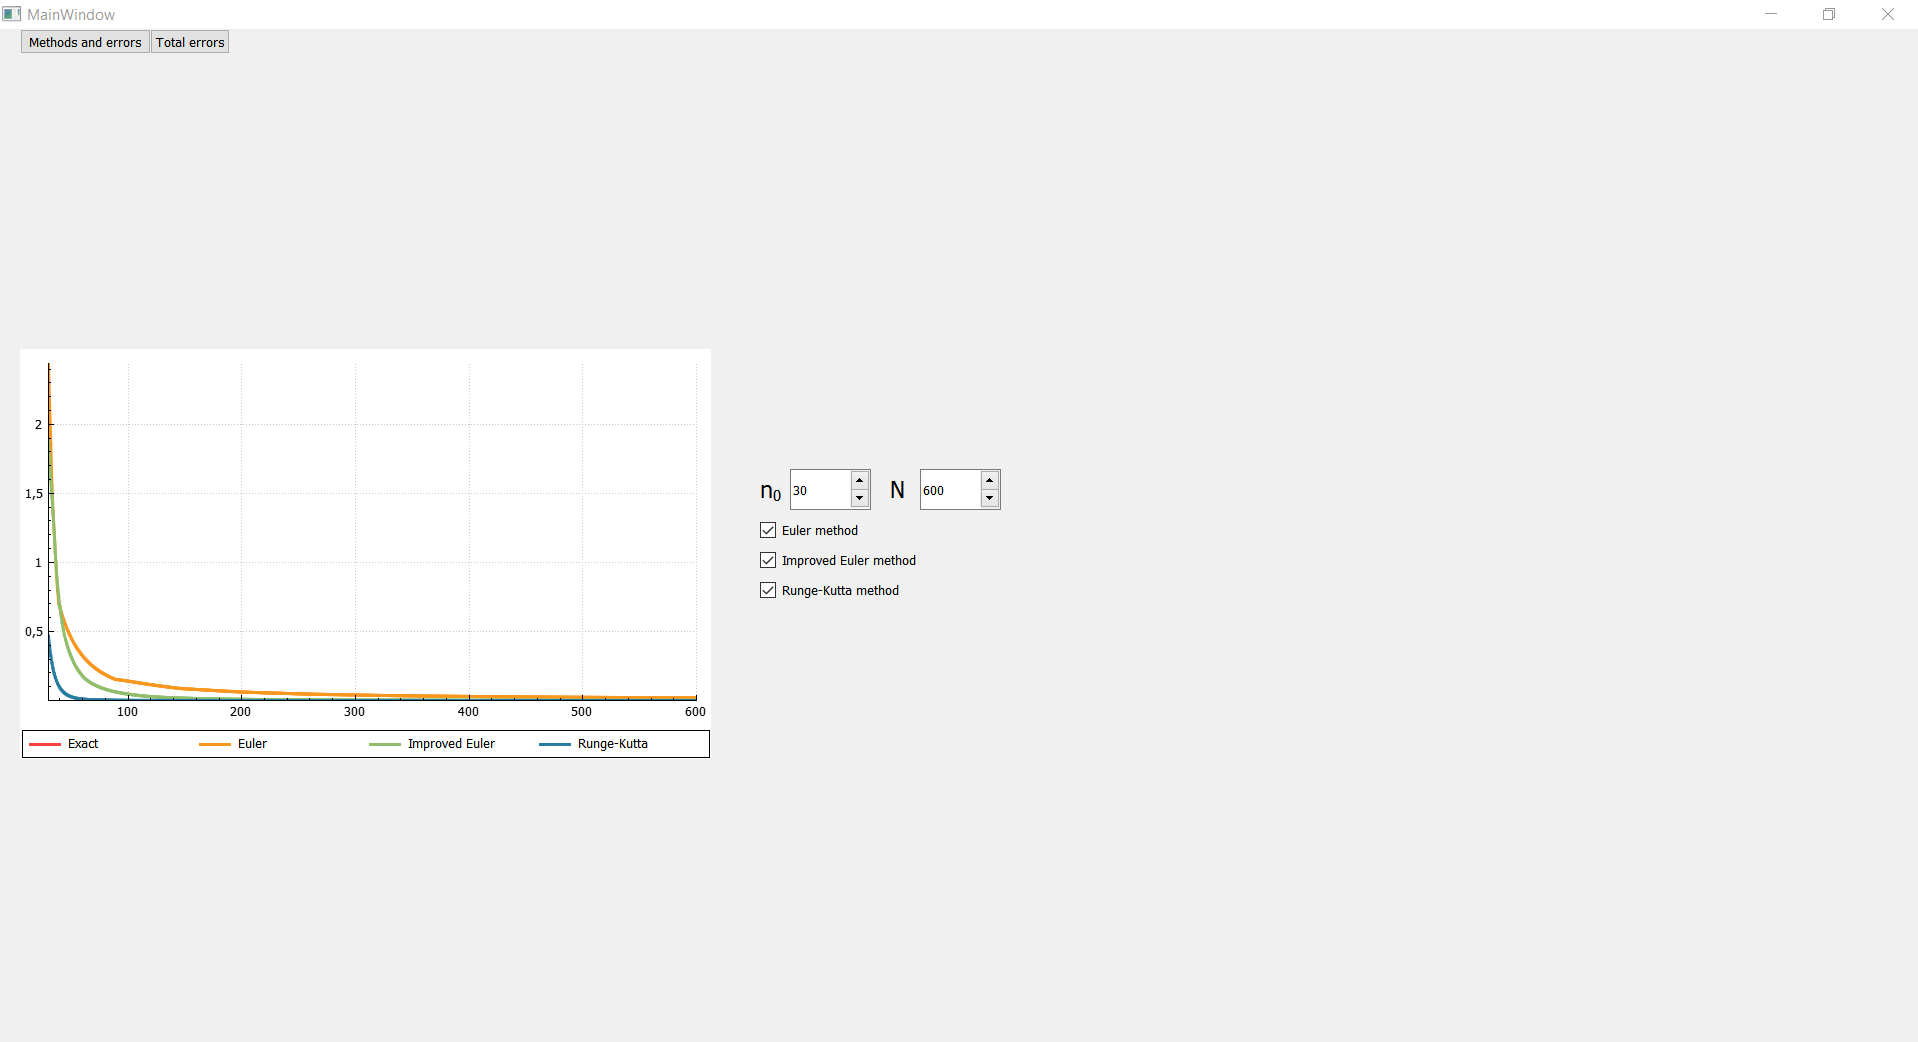 MainWindow
Methods and errors Total errors
2
1,5
1
0,5
100 200 300 400 500 600
Exact Euler Improved Euler Runge-Kutta
n₀ 30 N 600
Euler method
Improved Euler method
Runge-Kutta method